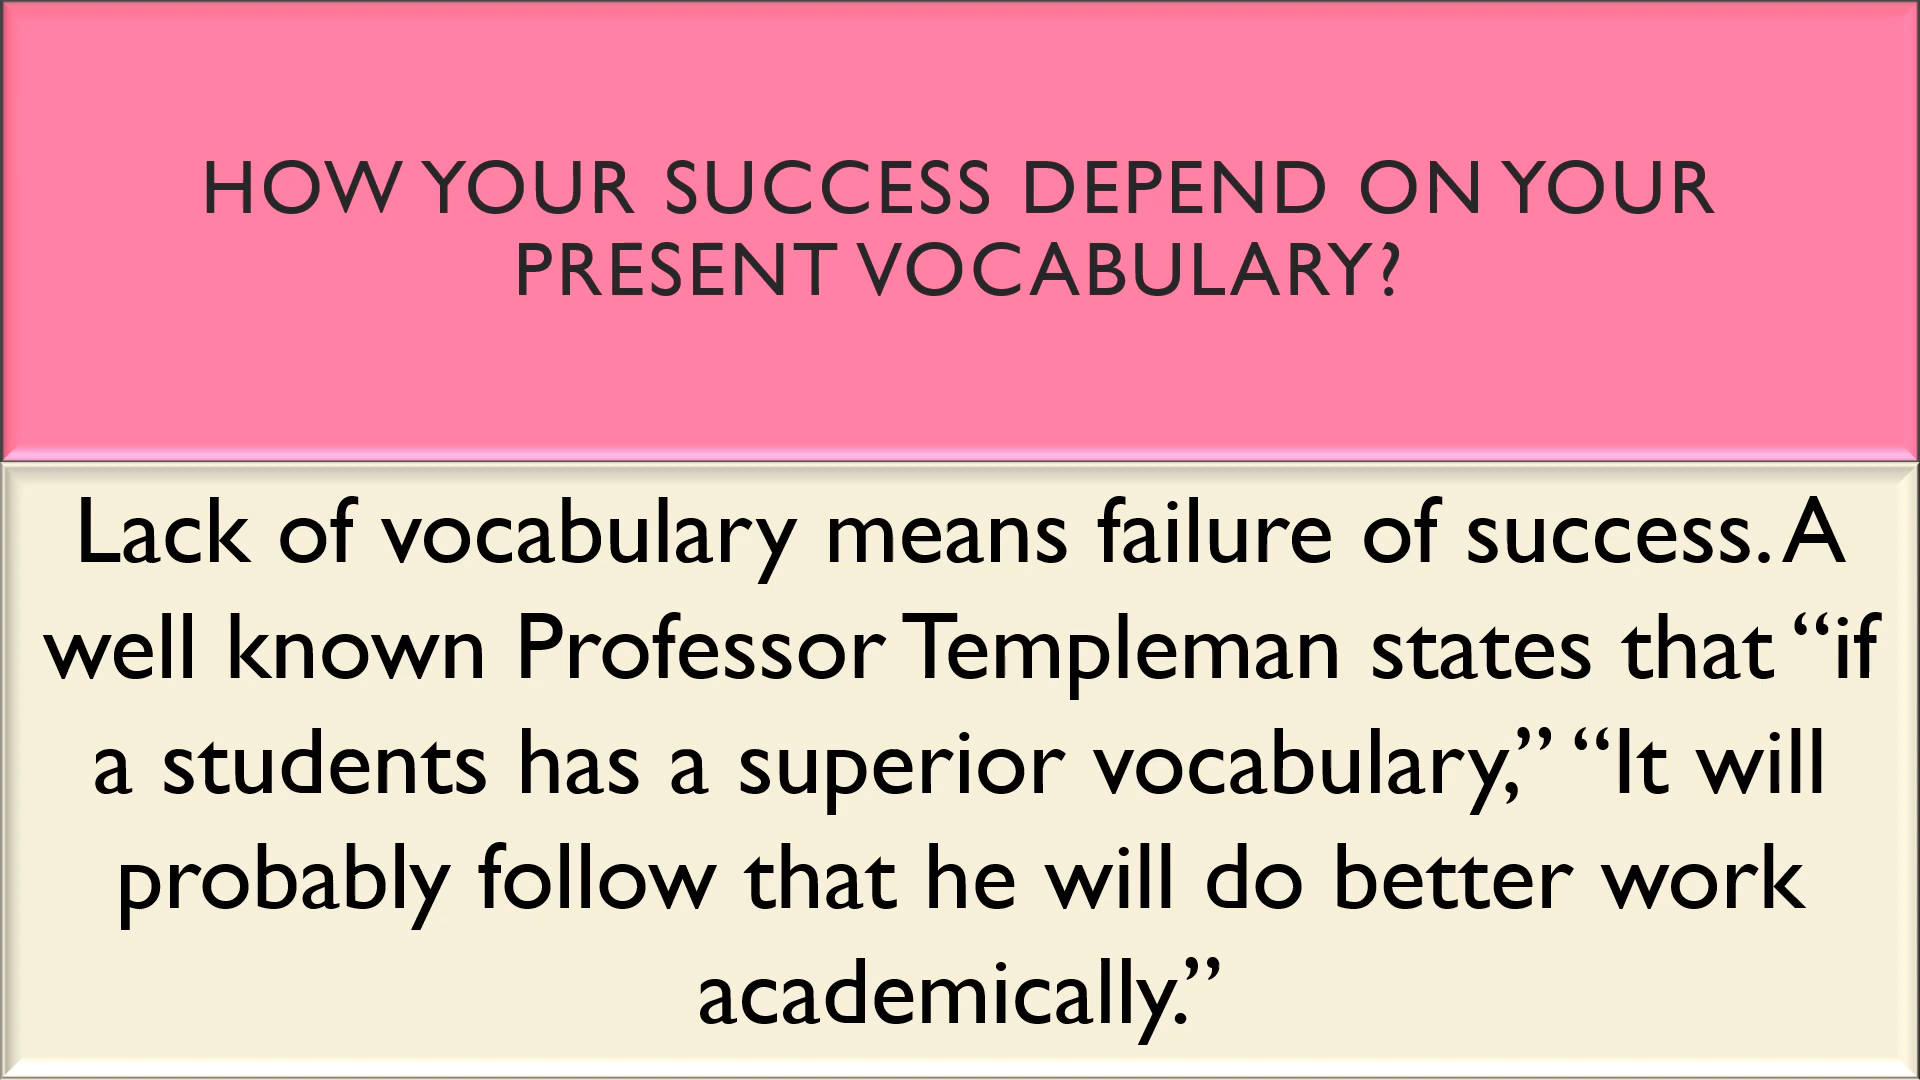 HOW YOUR SUCCESS DEPEND ON YOUR
PRESENT VOCABULARY?
Lack of vocabulary means failure of success. A
well known Professor Templeman states that “if
a students has a superior vocabulary,” “It will
probably follow that he will do better work
academically.”